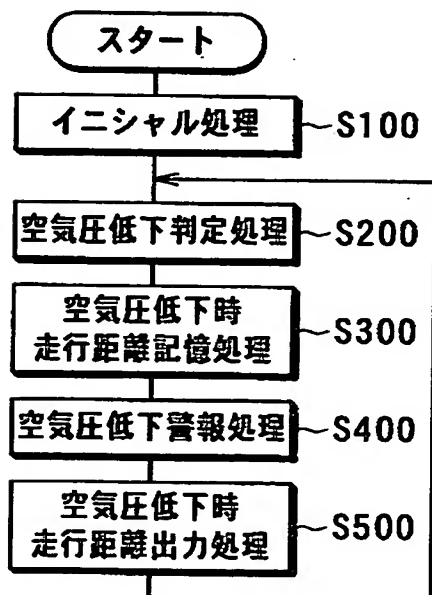 スタート
イニシャル処理 S100
空気圧低下判定処理 S200
空気圧低下時
走行距離記憶処理 S300
空気圧低下警報処理 S400
空気圧低下時
走行距離出力処理 S500